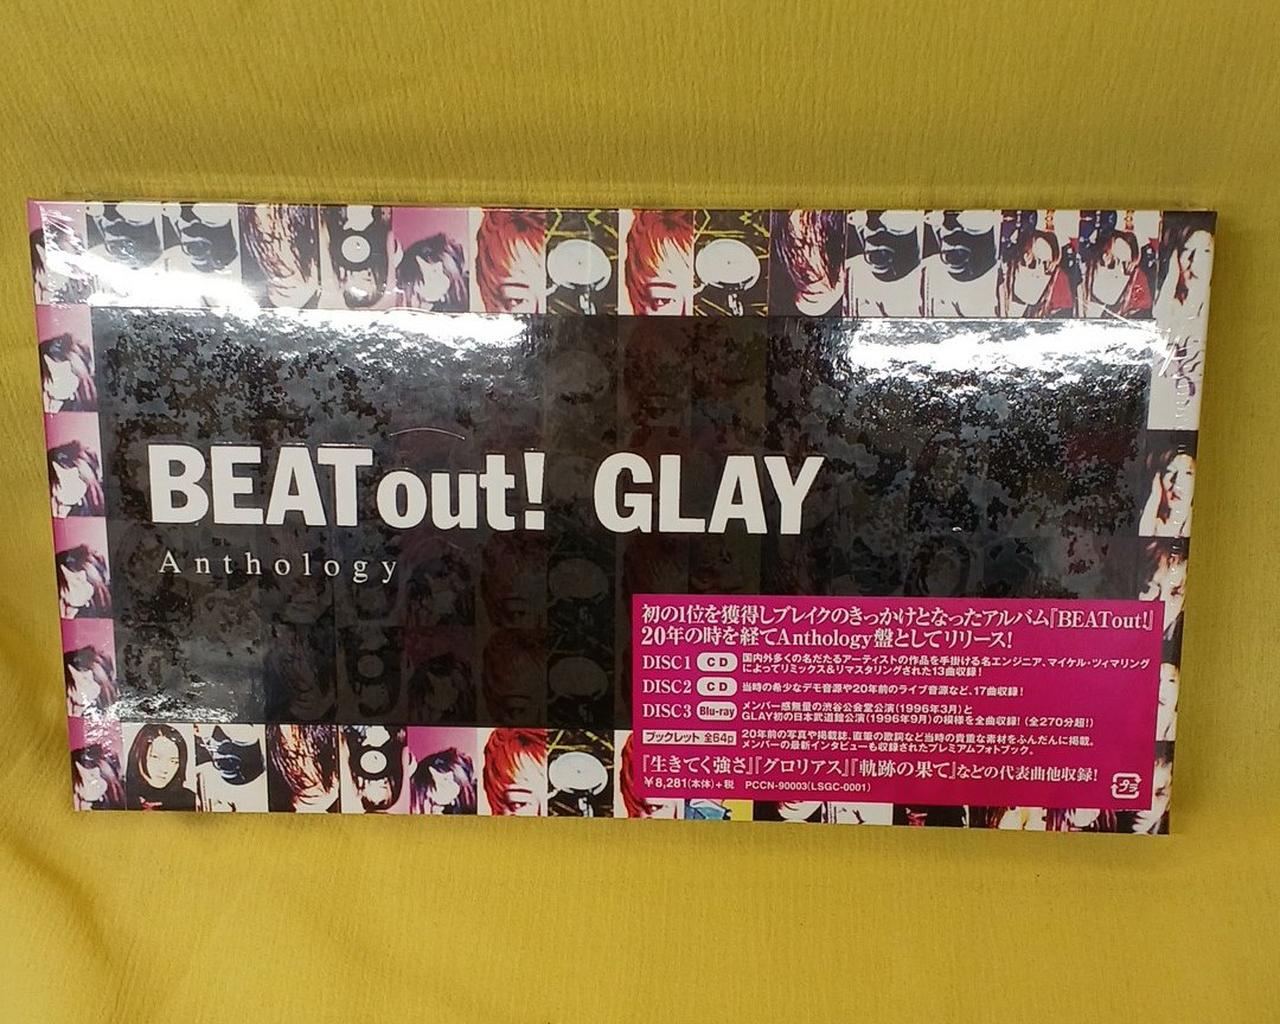 BEATout! GLAY
Anthology
初の1位を獲得しブレイクのきっかけとなったアルバム『BEATout!』
20年の時を経てAnthology盤としてリリース!
DISC1 CD 国内外多くの名だたるアーティストの作品を手掛ける名エンジニア、マイケル・ツィマリング
によってリミックス&リマスタリングされた13曲収録!
DISC2 CD 当時の希少なデモ音源や20年前のライブ音源など、17曲収録!
DISC3 Blu-ray メンバー感無量の渋谷公会堂公演(1996年3月)と
GLAY初の日本武道館公演(1996年9月)の模様を全曲収録!(全270分超!)
ブックレット 全64p 20年前の写真や掲載誌、直筆の歌詞など当時の貴重な素材をふんだんに掲載。
メンバーの最新インタビューも収録されたプレミアムフォトブック。
『生きてく強さ』『グロリアス』『軌跡の果て』などの代表曲他収録!
¥8,281(本体)+税 PCCN-90003(LSGC-0001)
プラ